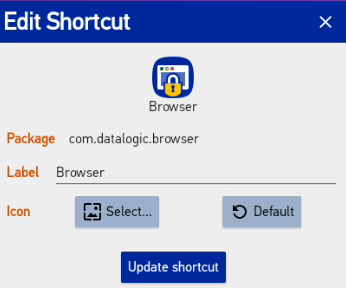 Edit Shortcut
Browser
Package com.datalogic.browser
Label Browser
Icon Select... Default
Update shortcut